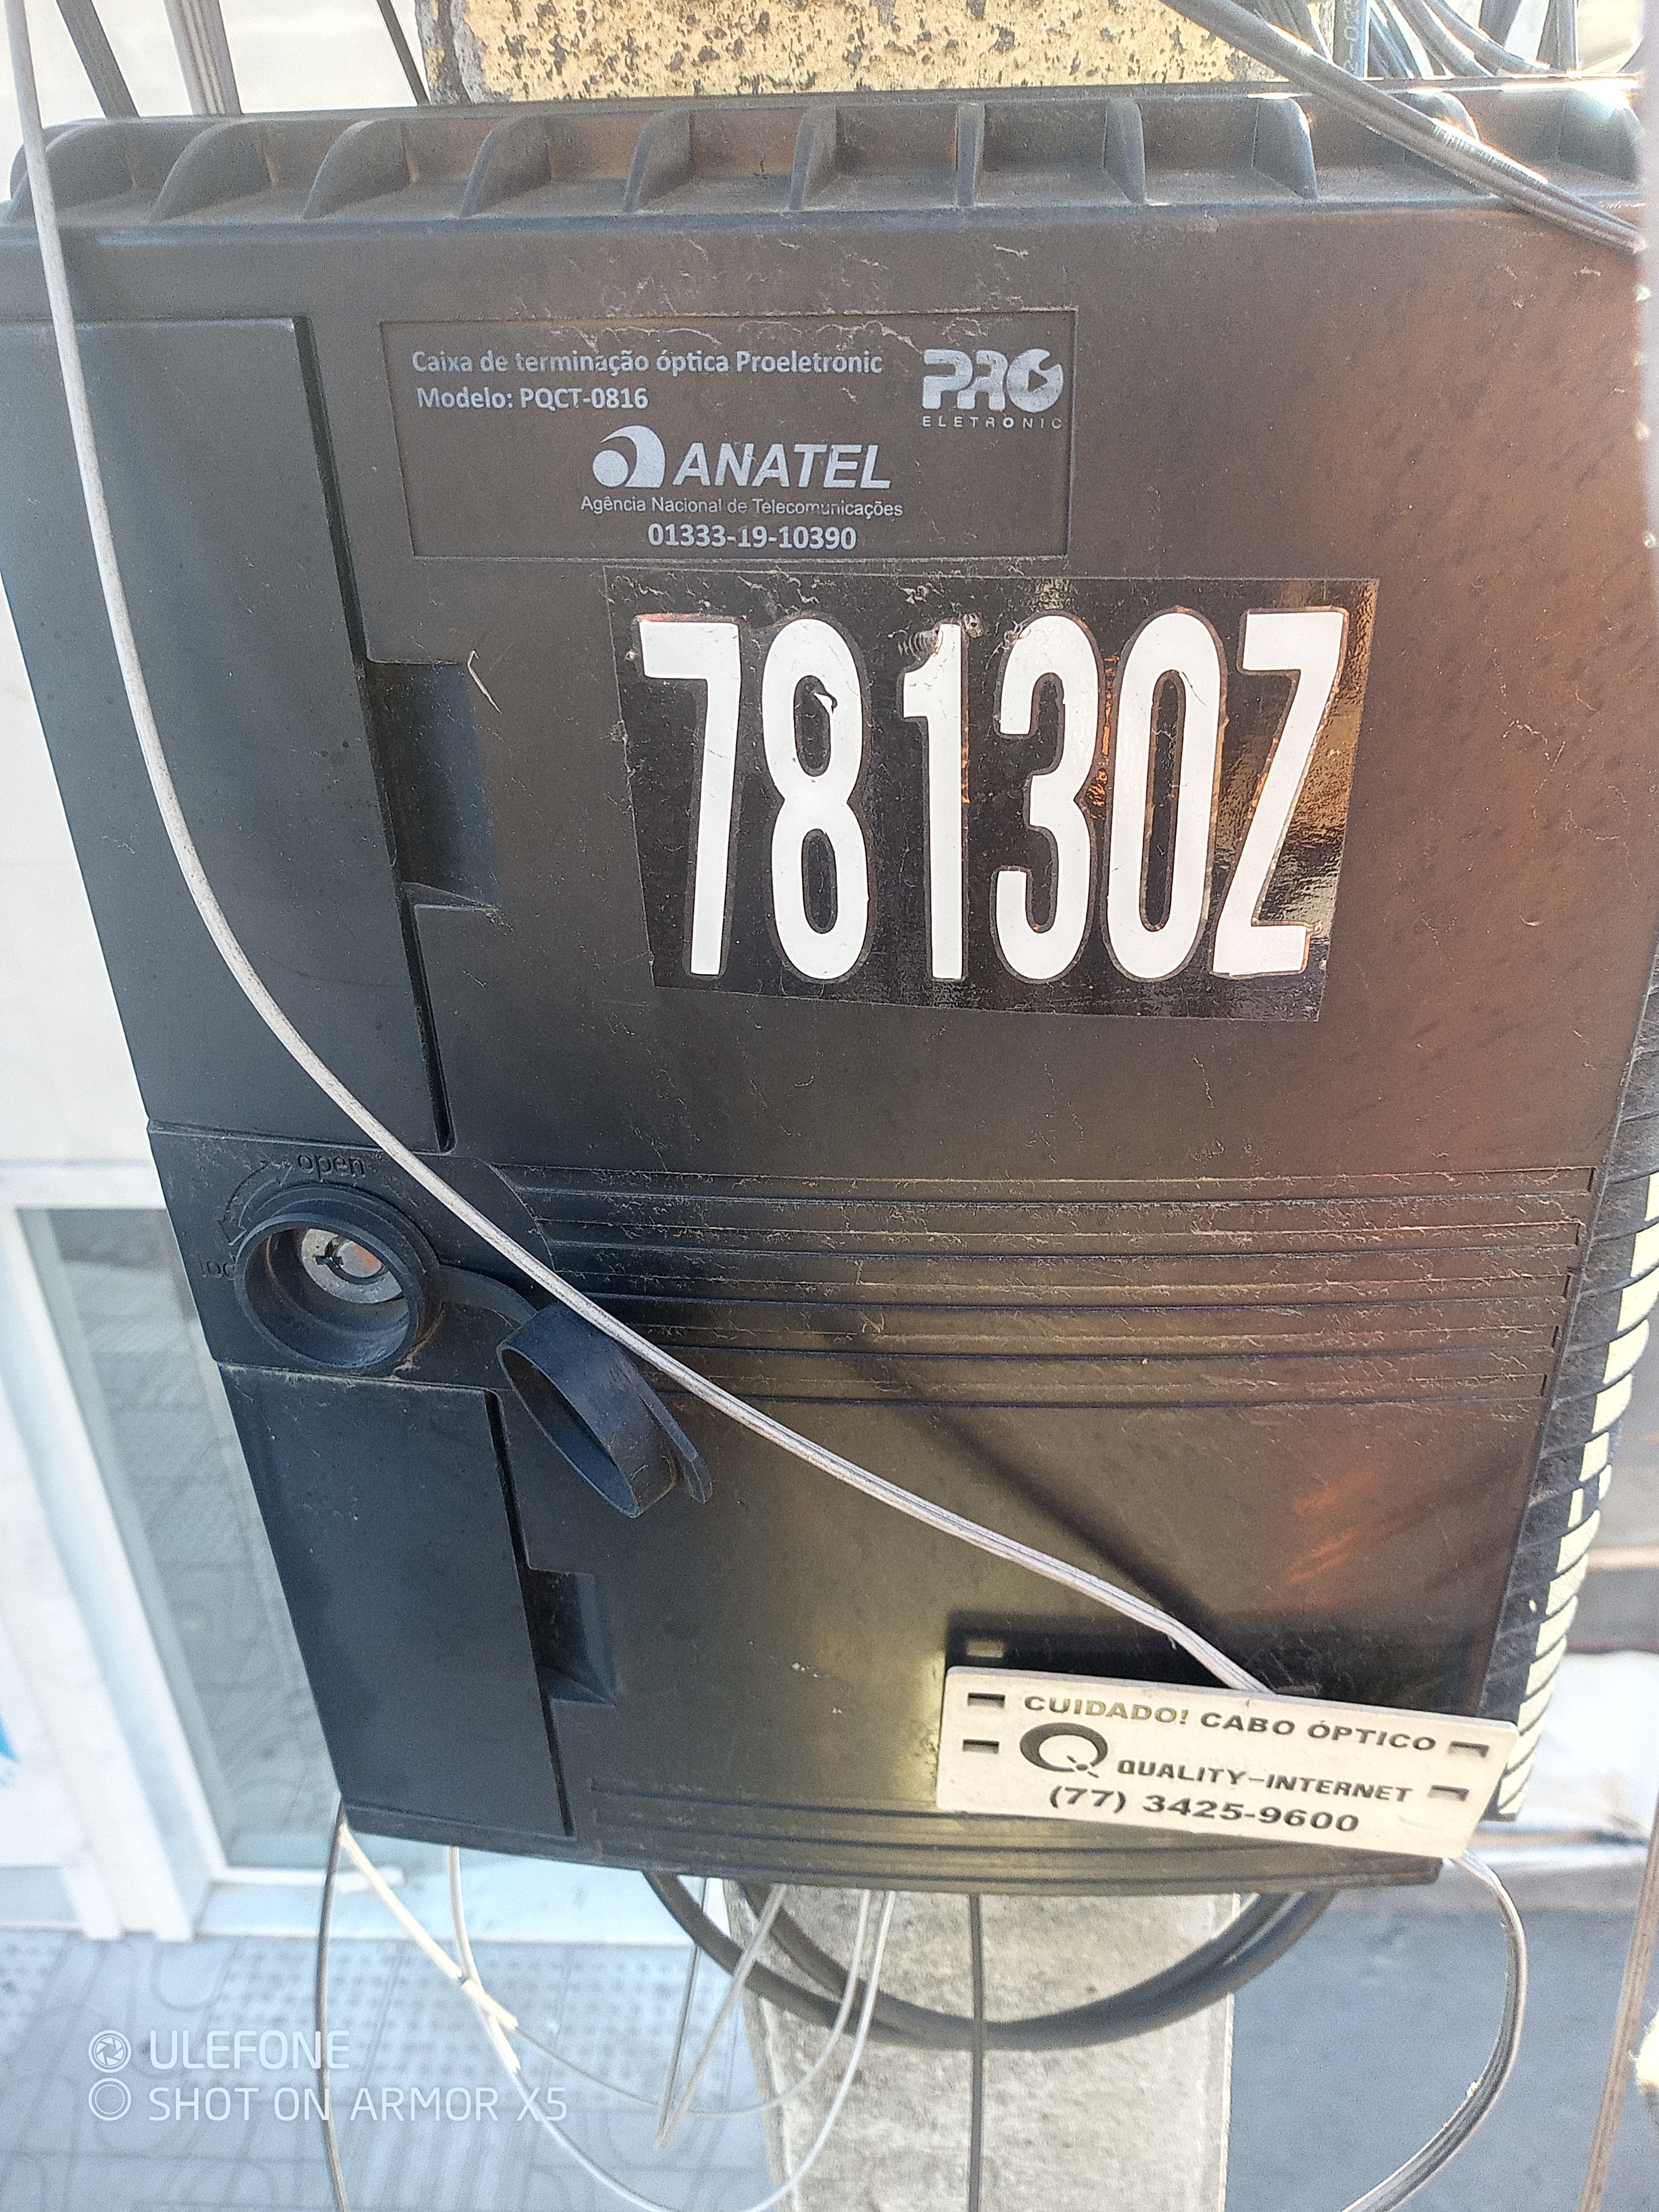 Caixa de terminação óptica Proeletronic
Modelo: PQCT-0816
PRO
ELETRONIC
ANATEL
Agência Nacional de Telecomunicações
01333-19-10390
78130Z
open
CUIDADO! CABO ÓPTICO
QUALITY-INTERNET
(77) 3425-9600
ULEFONE
SHOT ON ARMOR X5